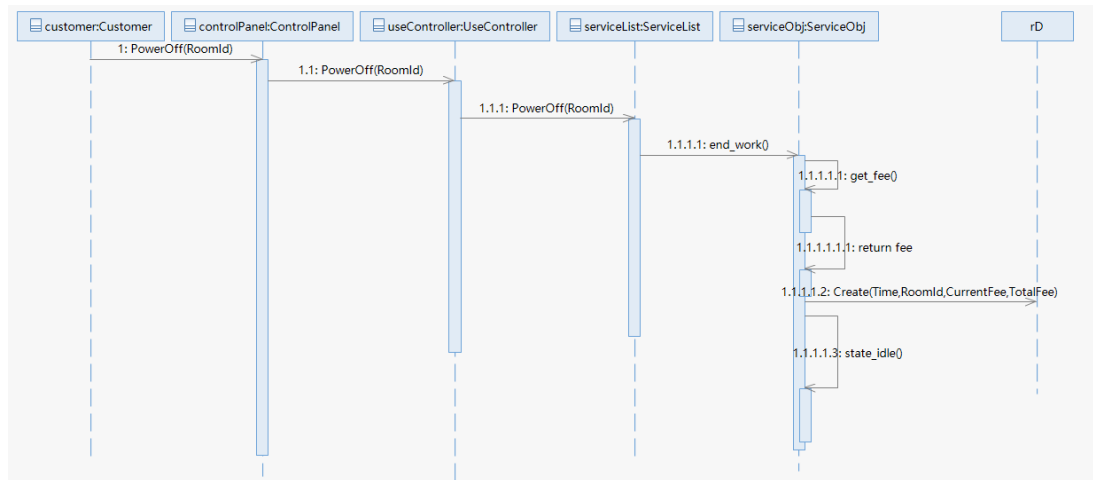 customer:Customer
controlPanel:ControlPanel
useController:UseController
serviceList:ServiceList
serviceObj:ServiceObj
rD
1: PowerOff(RoomId)
1.1: PowerOff(RoomId)
1.1.1: PowerOff(RoomId)
1.1.1.1: end_work()
1.1.1.1.1: get_fee()
1.1.1.1.1.1: return fee
1.1.1.1.2: Create(Time,RoomId,CurrentFee,TotalFee)
1.1.1.1.3: state_idle()